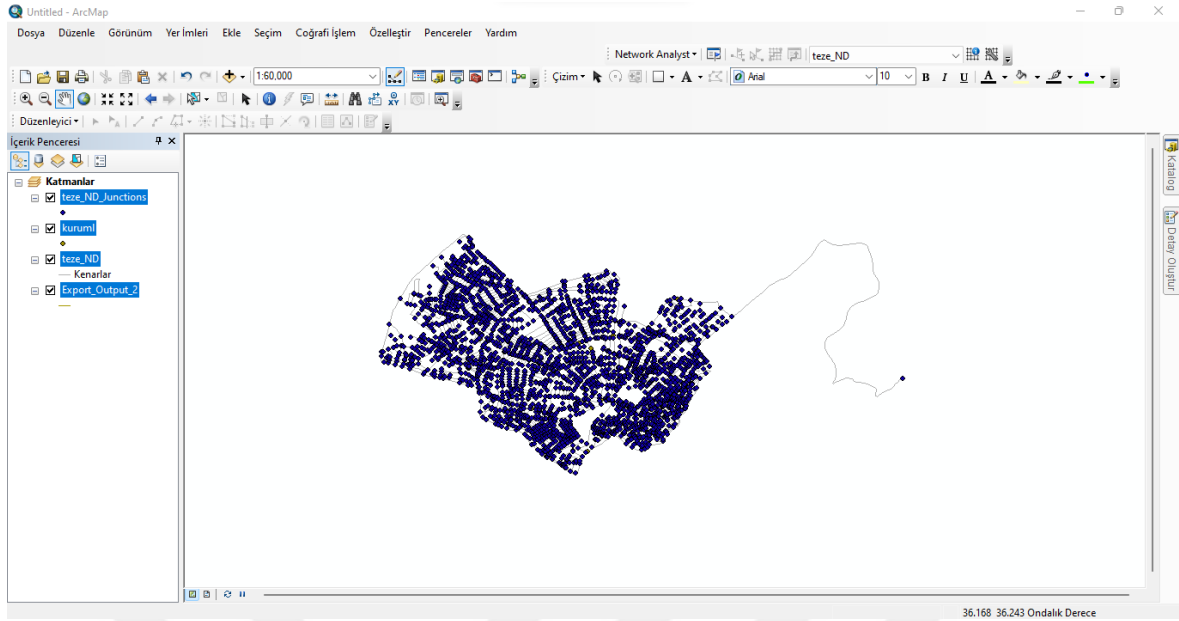 Untitled - ArcMap
Dosya Düzenle Görünüm Yer İmleri Ekle Seçim Coğrafi İşlem Özelleştir Pencereler Yardım
Network Analyst teze_ND
1:60.000 Çizim A Arial 10 B I U A
Düzenleyici
İçerik Penceresi
Katmanlar
teze_ND_Junctions
kuruml
teze_ND
Kenarlar
Export_Output_2
Katalog
Detay Oluştur
36.168 36.243 Ondalık Derece